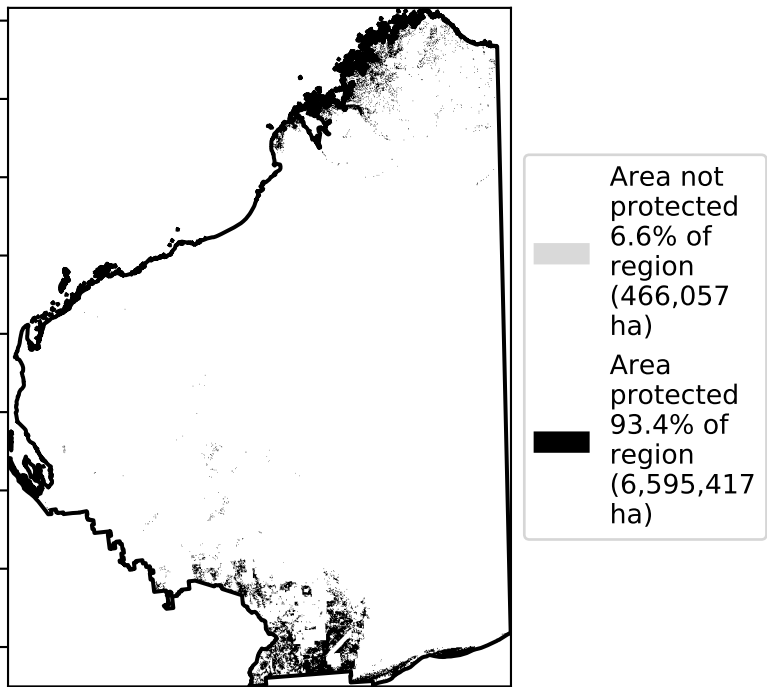 Area not
protected
6.6% of
region
(466,057
ha)
Area
protected
93.4% of
region
(6,595,417
ha)